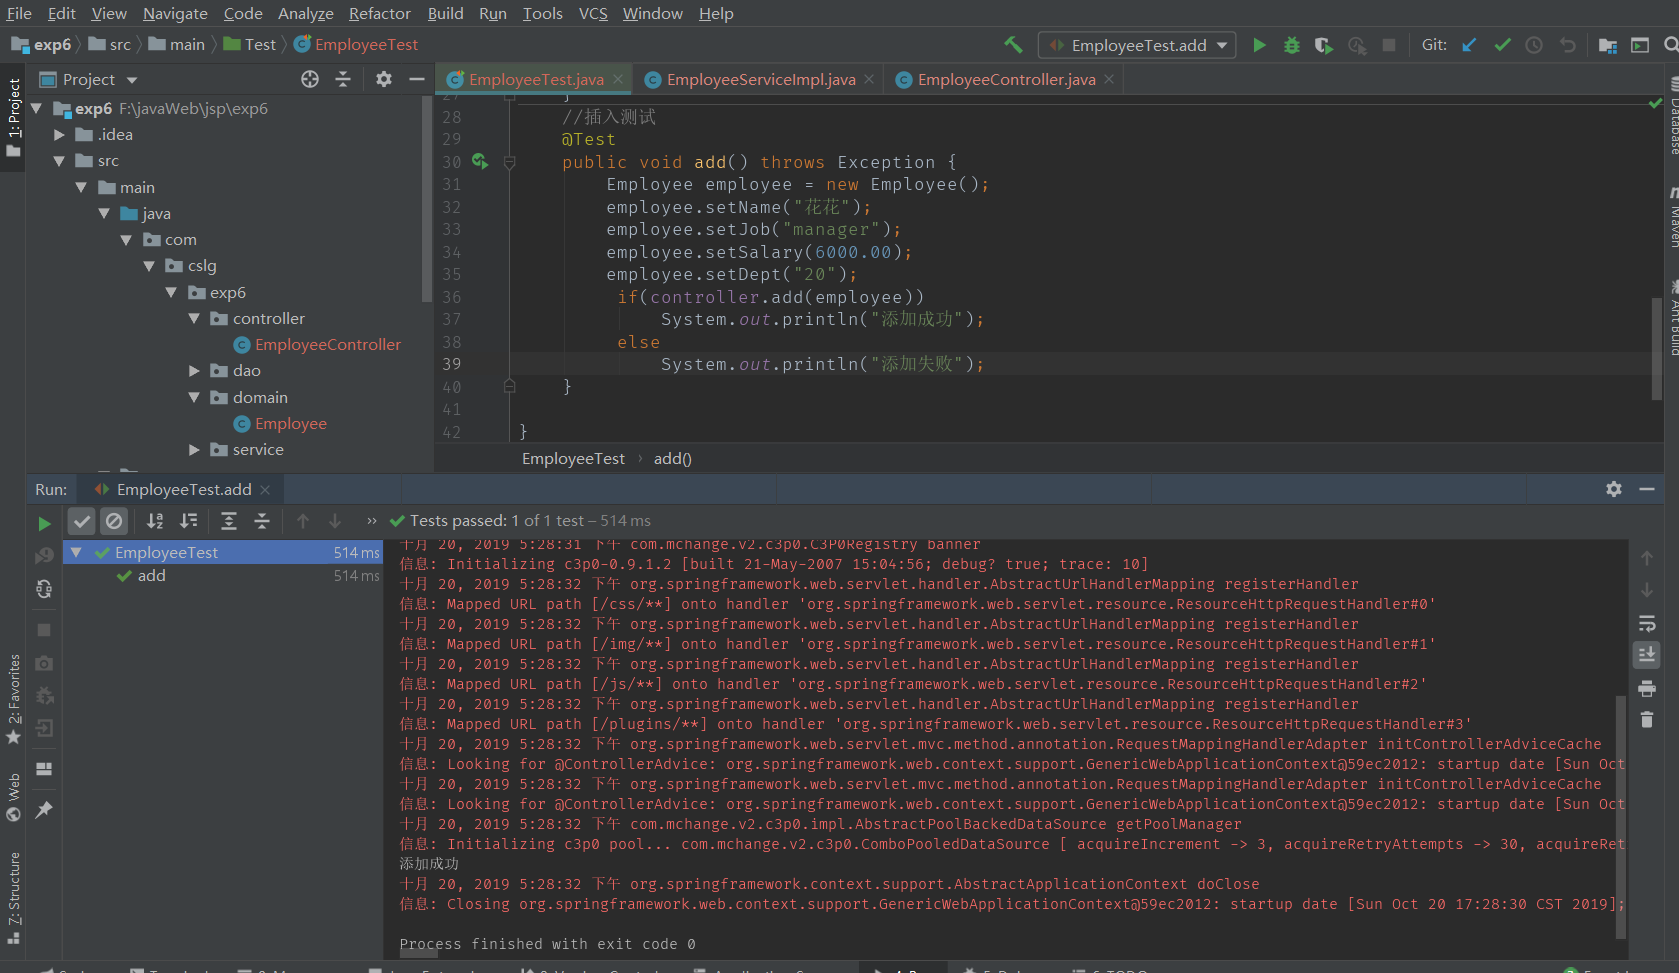 File Edit View Navigate Code Analyze Refactor Build Run Tools VCS Window Help
exp6 src main Test EmployeeTest EmployeeTest.add Git:
Project EmployeeTest.java EmployeeServiceImpl.java EmployeeController.java
1: Project
2: Favorites
Web
Z: Structure
Database
Maven
Ant Build
exp6 F:\javaWeb\jsp\exp6
.idea
src
main
java
com
cslg
exp6
controller
EmployeeController
dao
domain
Employee
service
27 }
28 //插入测试
29 @Test
30 public void add() throws Exception {
31 Employee employee = new Employee();
32 employee.setName("花花");
33 employee.setJob("manager");
34 employee.setSalary(6000.00);
35 employee.setDept("20");
36 if(controller.add(employee))
37 System.out.println("添加成功");
38 else
39 System.out.println("添加失败");
40 }
41
42 }
EmployeeTest › add()
Run: EmployeeTest.add
» Tests passed: 1 of 1 test – 514 ms
EmployeeTest 514 ms
add 514 ms
十月 20, 2019 5:28:31 下午 com.mchange.v2.c3p0.C3P0Registry banner
信息: Initializing c3p0-0.9.1.2 [built 21-May-2007 15:04:56; debug? true; trace: 10]
十月 20, 2019 5:28:32 下午 org.springframework.web.servlet.handler.AbstractUrlHandlerMapping registerHandler
信息: Mapped URL path [/css/**] onto handler 'org.springframework.web.servlet.resource.ResourceHttpRequestHandler#0'
十月 20, 2019 5:28:32 下午 org.springframework.web.servlet.handler.AbstractUrlHandlerMapping registerHandler
信息: Mapped URL path [/img/**] onto handler 'org.springframework.web.servlet.resource.ResourceHttpRequestHandler#1'
十月 20, 2019 5:28:32 下午 org.springframework.web.servlet.handler.AbstractUrlHandlerMapping registerHandler
信息: Mapped URL path [/js/**] onto handler 'org.springframework.web.servlet.resource.ResourceHttpRequestHandler#2'
十月 20, 2019 5:28:32 下午 org.springframework.web.servlet.handler.AbstractUrlHandlerMapping registerHandler
信息: Mapped URL path [/plugins/**] onto handler 'org.springframework.web.servlet.resource.ResourceHttpRequestHandler#3'
十月 20, 2019 5:28:32 下午 org.springframework.web.servlet.mvc.method.annotation.RequestMappingHandlerAdapter initControllerAdviceCache
信息: Looking for @ControllerAdvice: org.springframework.web.context.support.GenericWebApplicationContext@59ec2012: startup date [Sun Oct
十月 20, 2019 5:28:32 下午 org.springframework.web.servlet.mvc.method.annotation.RequestMappingHandlerAdapter initControllerAdviceCache
信息: Looking for @ControllerAdvice: org.springframework.web.context.support.GenericWebApplicationContext@59ec2012: startup date [Sun Oct
十月 20, 2019 5:28:32 下午 com.mchange.v2.c3p0.impl.AbstractPoolBackedDataSource getPoolManager
信息: Initializing c3p0 pool... com.mchange.v2.c3p0.ComboPooledDataSource [ acquireIncrement -> 3, acquireRetryAttempts -> 30, acquireRet
添加成功
十月 20, 2019 5:28:32 下午 org.springframework.context.support.AbstractApplicationContext doClose
信息: Closing org.springframework.web.context.support.GenericWebApplicationContext@59ec2012: startup date [Sun Oct 20 17:28:30 CST 2019];
Process finished with exit code 0